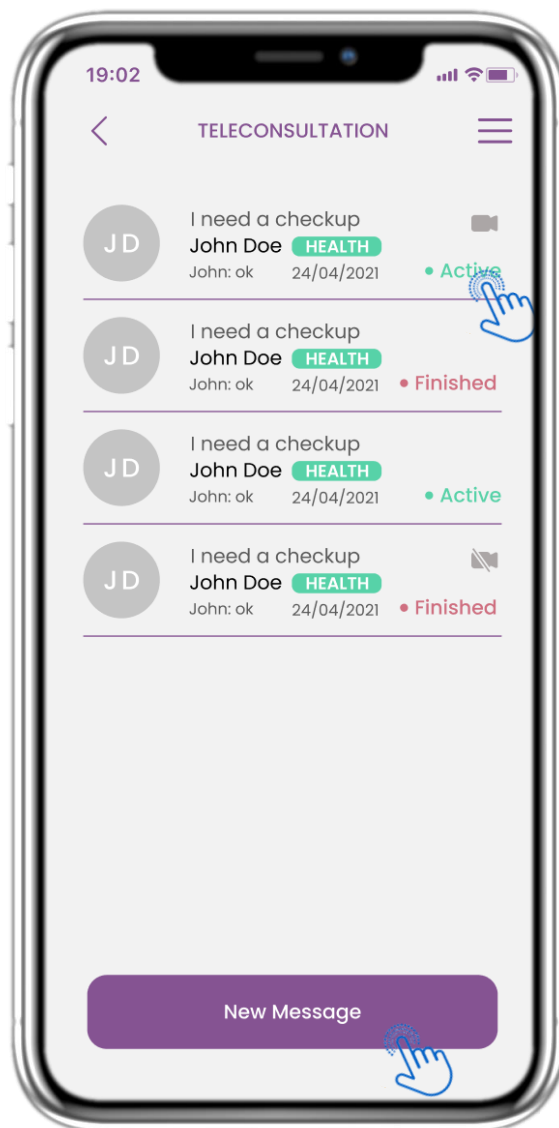 19:02
TELECONSULTATION
I need a checkup
JD
John Doe HEALTH
John: ok 24/04/2021 • Active
I need a checkup
JD
John Doe HEALTH
John: ok 24/04/2021 • Finished
I need a checkup
JD
John Doe HEALTH
John: ok 24/04/2021 • Active
I need a checkup
JD
John Doe HEALTH
John: ok 24/04/2021 • Finished
New Message